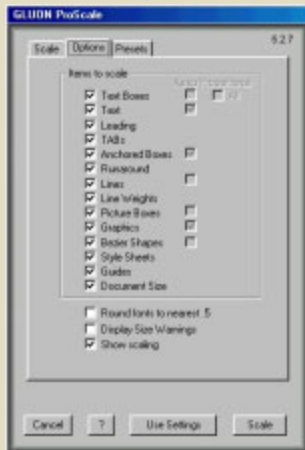 GLUON ProScale
6.2.7
Scale Options Presets
Items to scale
Text Boxes
Text
Leading
TABs
Anchored Boxes
Runaround
Lines
Line Weights
Picture Boxes
Graphics
Bezier Shapes
Style Sheets
Guides
Document Size
Round fonts to nearest .5
Display Size Warnings
Show scaling
Cancel ? Use Settings Scale